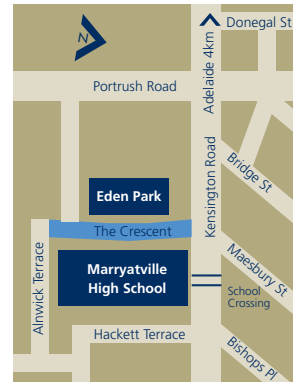 N
Donegal St
Adelaide 4km
Portrush Road
Kensington Road
Bridge St
Eden Park
The Crescent
Alnwick Terrace
Marryatville
High School
Maesbury St
School
Crossing
Hackett Terrace
Bishops Pl